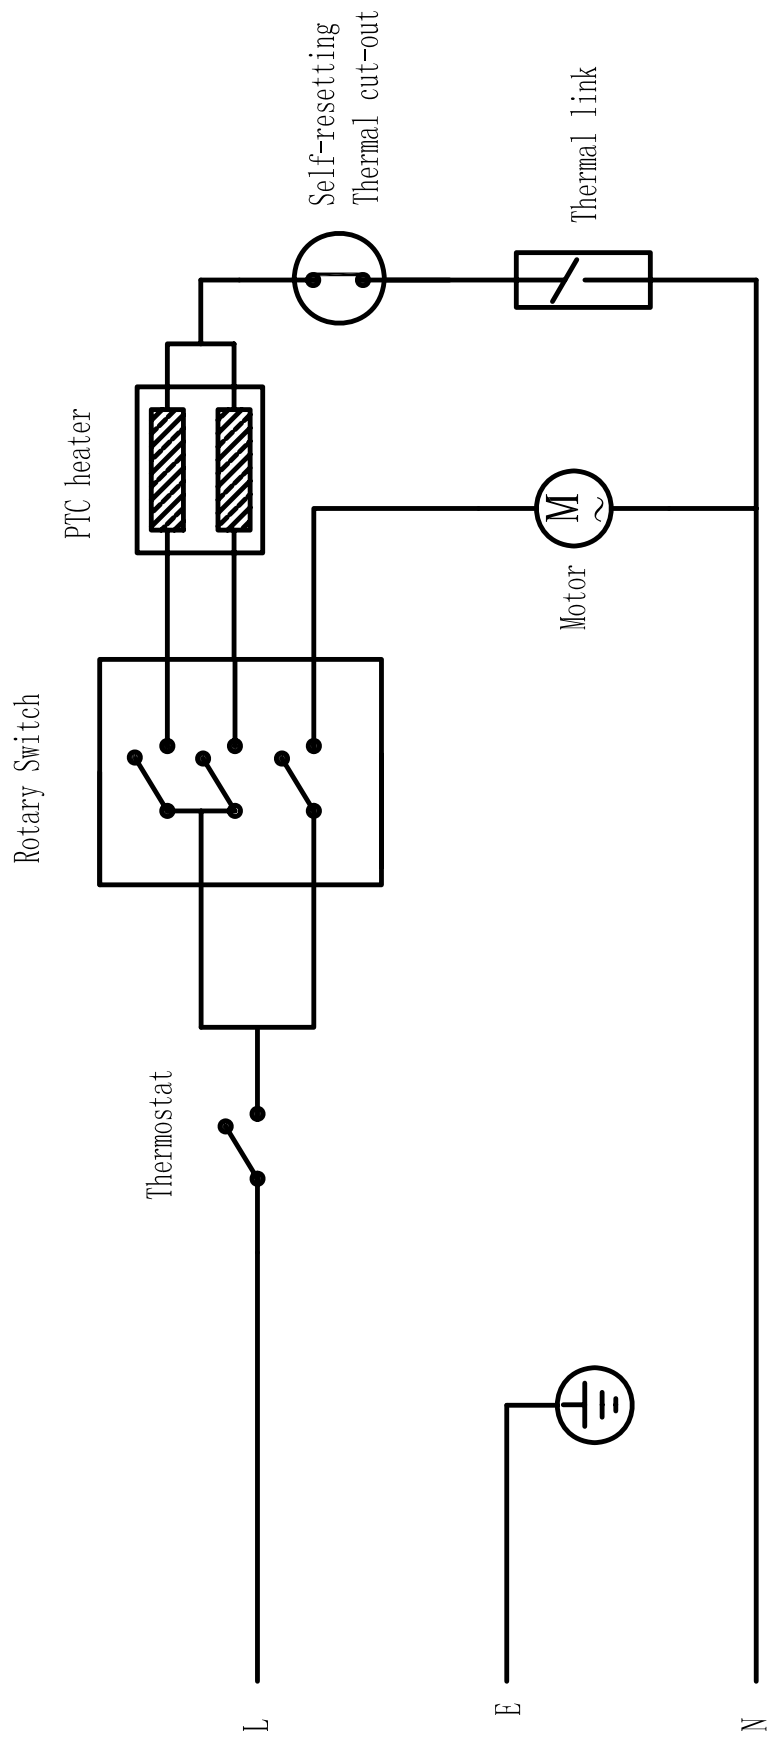 Rotary Switch
PTC heater
Self-resetting
Thermal cut-out
Thermal link
Thermostat
Motor
M
~
L
E
N